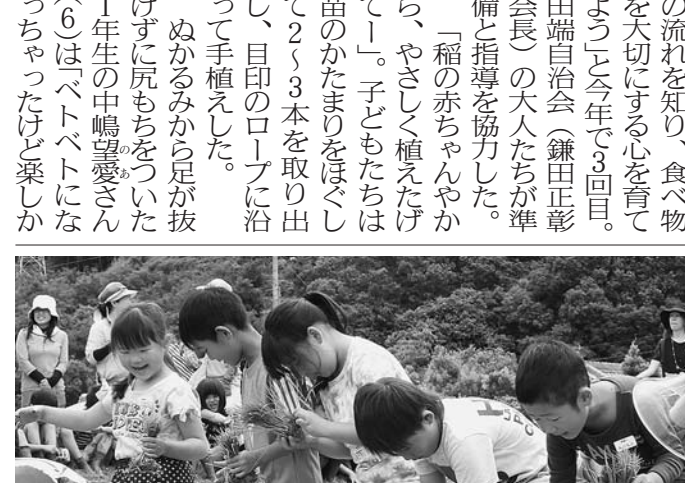 の流れを知り、食べ物
を大切にする心を育て
よう」と今年で3回目。
田端自治会（鎌田正彰
会長）の大人たちが準
備と指導を協力した。
「稲の赤ちゃんやか
ら、やさしく植えたげ
てー」。子どもたちは
苗のかたまりをほぐし
て2～3本を取り出
し、目印のロープに沿
って手植えした。
ぬかるみから足が抜
けずに尻もちをついた
1年生の中嶋望愛さん
のあ
（6）は「ベトベトにな
っちゃったけど楽しか